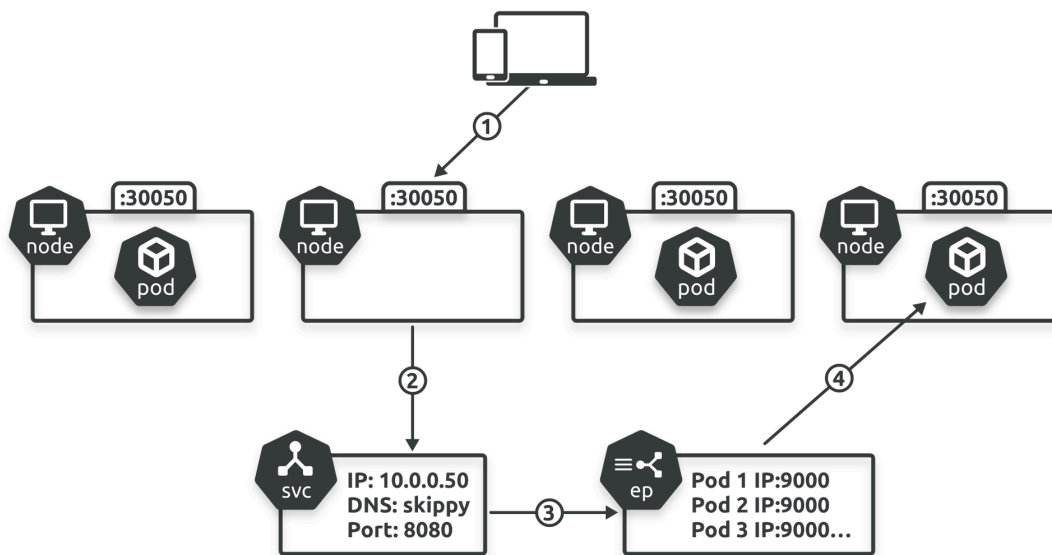 1
:30050
:30050
:30050
:30050
node
node
node
node
pod
pod
pod
2
4
svc
IP: 10.0.0.50
DNS: skippy
Port: 8080
3
ep
Pod 1 IP:9000
Pod 2 IP:9000
Pod 3 IP:9000...